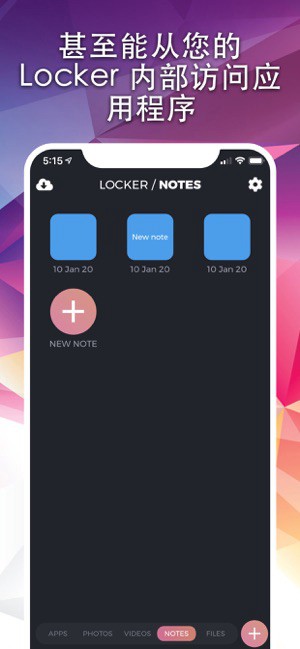 甚至能从您的
Locker 内部访问应
用程序
5:15
LOCKER / NOTES
New note
10 Jan 20
10 Jan 20
10 Jan 20
NEW NOTE
APPS
PHOTOS
VIDEOS
NOTES
FILES